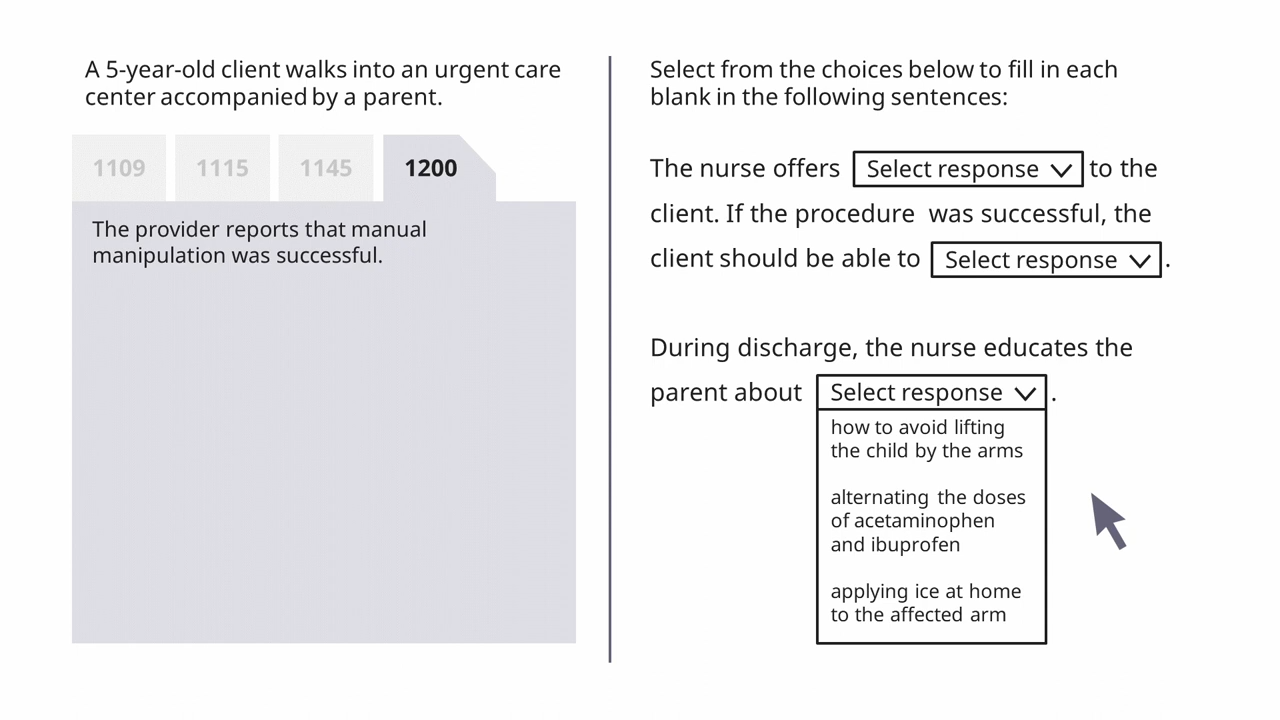 A 5-year-old client walks into an urgent care
center accompanied by a parent.
1109
1115
1145
1200
The provider reports that manual
manipulation was successful.
Select from the choices below to fill in each
blank in the following sentences:
The nurse offers Select response to the
client. If the procedure was successful, the
client should be able to Select response .
During discharge, the nurse educates the
parent about Select response .
how to avoid lifting
the child by the arms
alternating the doses
of acetaminophen
and ibuprofen
applying ice at home
to the affected arm